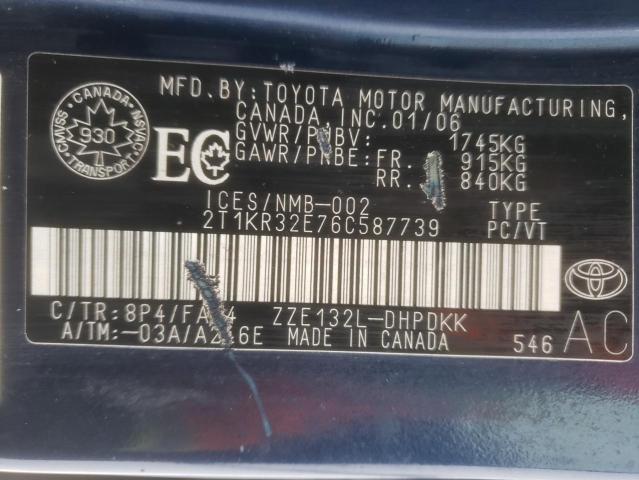 MFD. BY: TOYOTA MOTOR MANUFACTURING,
CANADA, INC. 01/06
GVWR/PNBV: 1745KG
GAWR/PNBE: FR. 915KG
RR. 840KG
CANADA
CMVSS 930 NSVAC
TRANSPORT
EC
ICES/NMB-002
2T1KR32E76C587739
TYPE
PC/VT
C/TR: 8P4/ ZZE132L-DHPDKK
A/TM: -03A/ MADE IN CANADA
546 AC